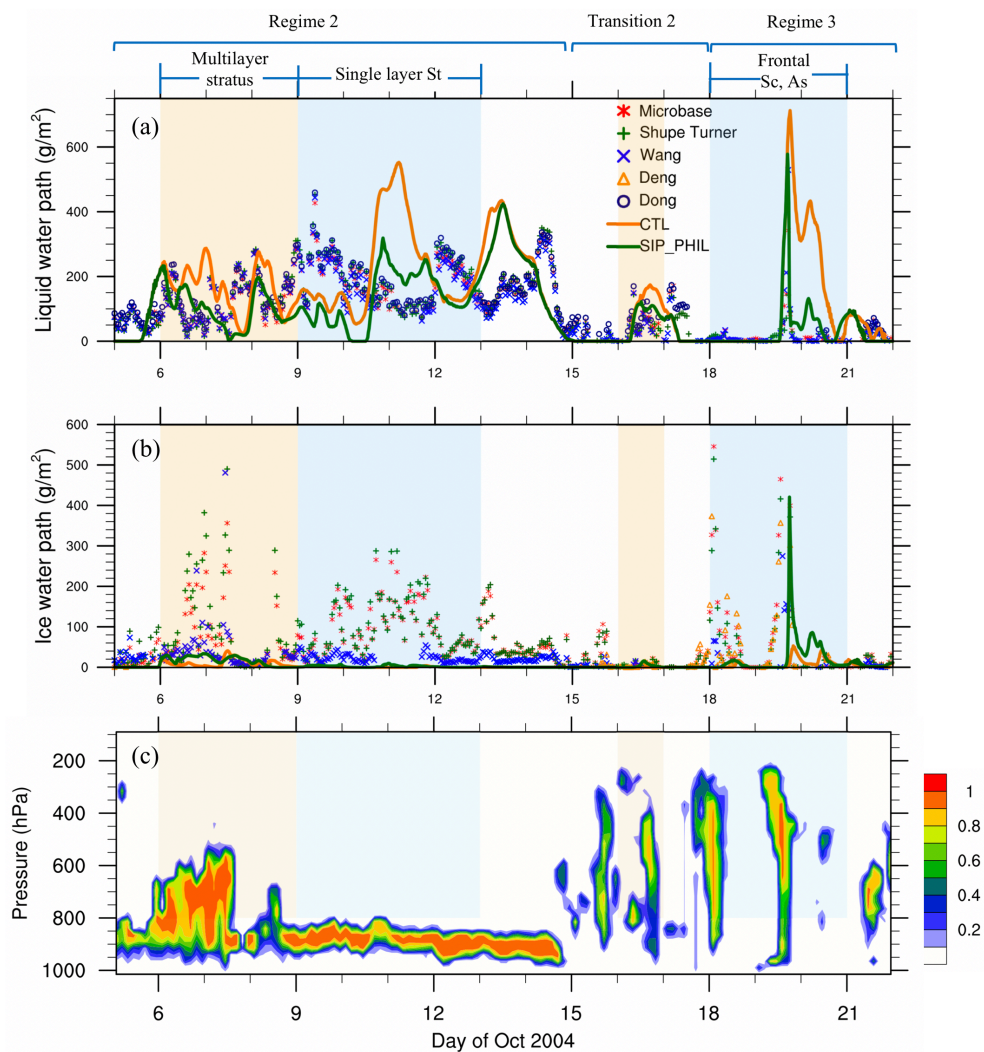 Regime 2 Transition 2 Regime 3
Multilayer
stratus
Single layer St
Frontal
Sc, As
(a)
Liquid water path (g/m²)
600
400
200
0
Microbase
Shupe Turner
Wang
Deng
Dong
CTL
SIP_PHIL
6 9 12 15 18 21
(b)
Ice water path (g/m²)
600
500
400
300
200
100
0
6 9 12 15 18 21
(c)
Pressure (hPa)
200
400
600
800
1000
1
0.8
0.6
0.4
0.2
6 9 12 15 18 21
Day of Oct 2004